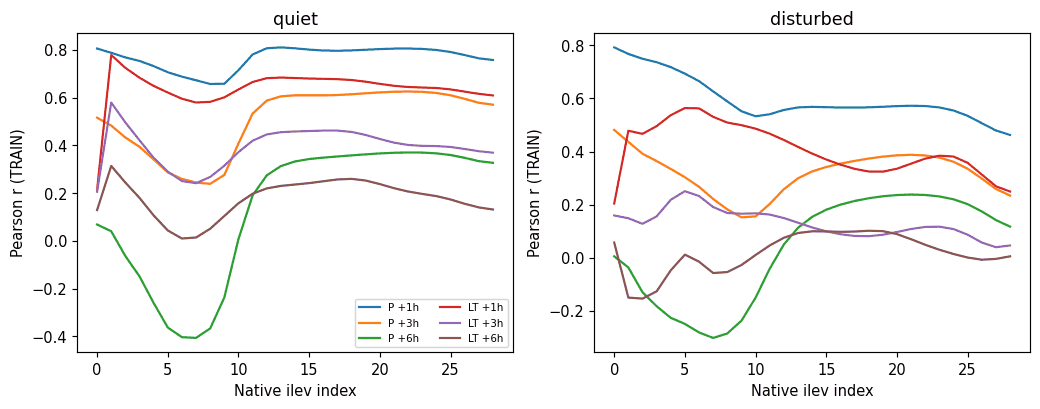 quiet
Pearson r (TRAIN)
0.8
0.6
0.4
0.2
0.0
−0.2
−0.4
P +1h
P +3h
P +6h
LT +1h
LT +3h
LT +6h
0 5 10 15 20 25
Native ilev index
disturbed
Pearson r (TRAIN)
0.8
0.6
0.4
0.2
0.0
−0.2
0 5 10 15 20 25
Native ilev index